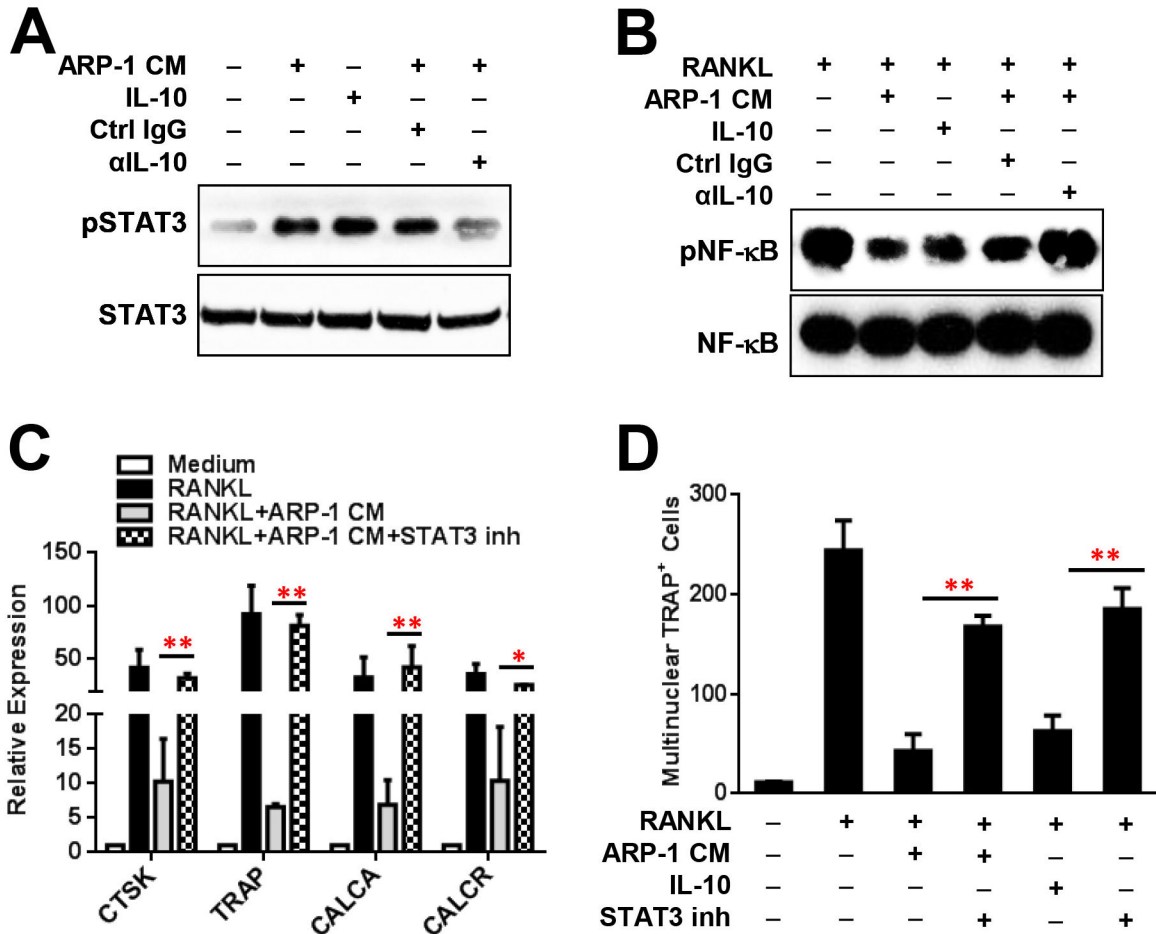 A
ARP-1 CM – + – + +
IL-10 – – + – –
Ctrl IgG – – – + –
αIL-10 – – – – +
pSTAT3
STAT3
B
RANKL + + + + +
ARP-1 CM – + – + +
IL-10 – – + – –
Ctrl IgG – – – + –
αIL-10 – – – – +
pNF-κB
NF-κB
C
Medium
RANKL
RANKL+ARP-1 CM
RANKL+ARP-1 CM+STAT3 inh
Relative Expression
150
100
50
20
15
10
5
0
** ** ** *
CTSK TRAP CALCA CALCR
D
Multinuclear TRAP+ Cells
300
200
100
0
** **
RANKL – + + + + +
ARP-1 CM – – + + – –
IL-10 – – – – + –
STAT3 inh – – – + – +